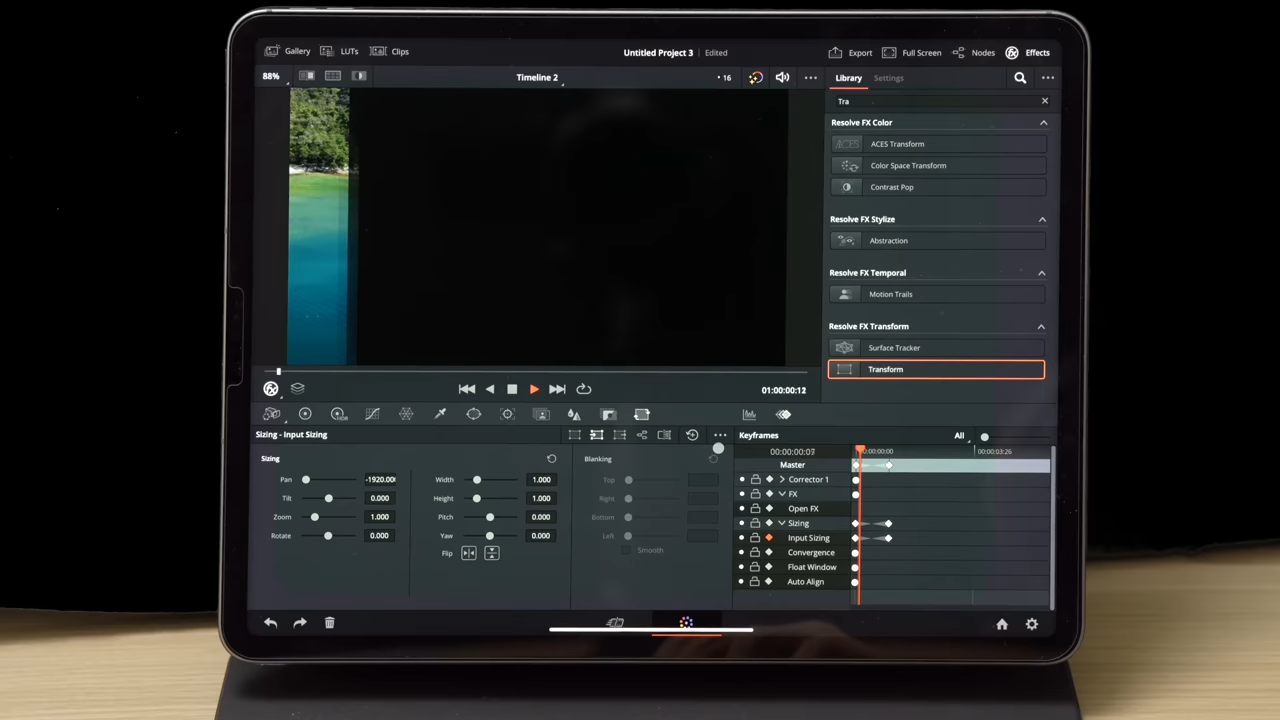 Gallery LUTs Clips Untitled Project 3 Edited Export Full Screen Nodes Effects
88% Timeline 2 16 Library Settings
Tra
Resolve FX Color
ACES ACES Transform
Color Space Transform
Contrast Pop
Resolve FX Stylize
Abstraction
Resolve FX Temporal
Motion Trails
Resolve FX Transform
Surface Tracker
Transform
01:00:00:12
Sizing - Input Sizing
Sizing
Pan -1920.000
Tilt 0.000
Zoom 1.000
Rotate 0.000
Width 1.000
Height 1.000
Pitch 0.000
Yaw 0.000
Flip
Blanking
Top
Right
Bottom
Left
Smooth
Keyframes All
00:00:00:07 00:00:03:26
Master
Corrector 1
FX
Open FX
Sizing
Input Sizing
Convergence
Float Window
Auto Align